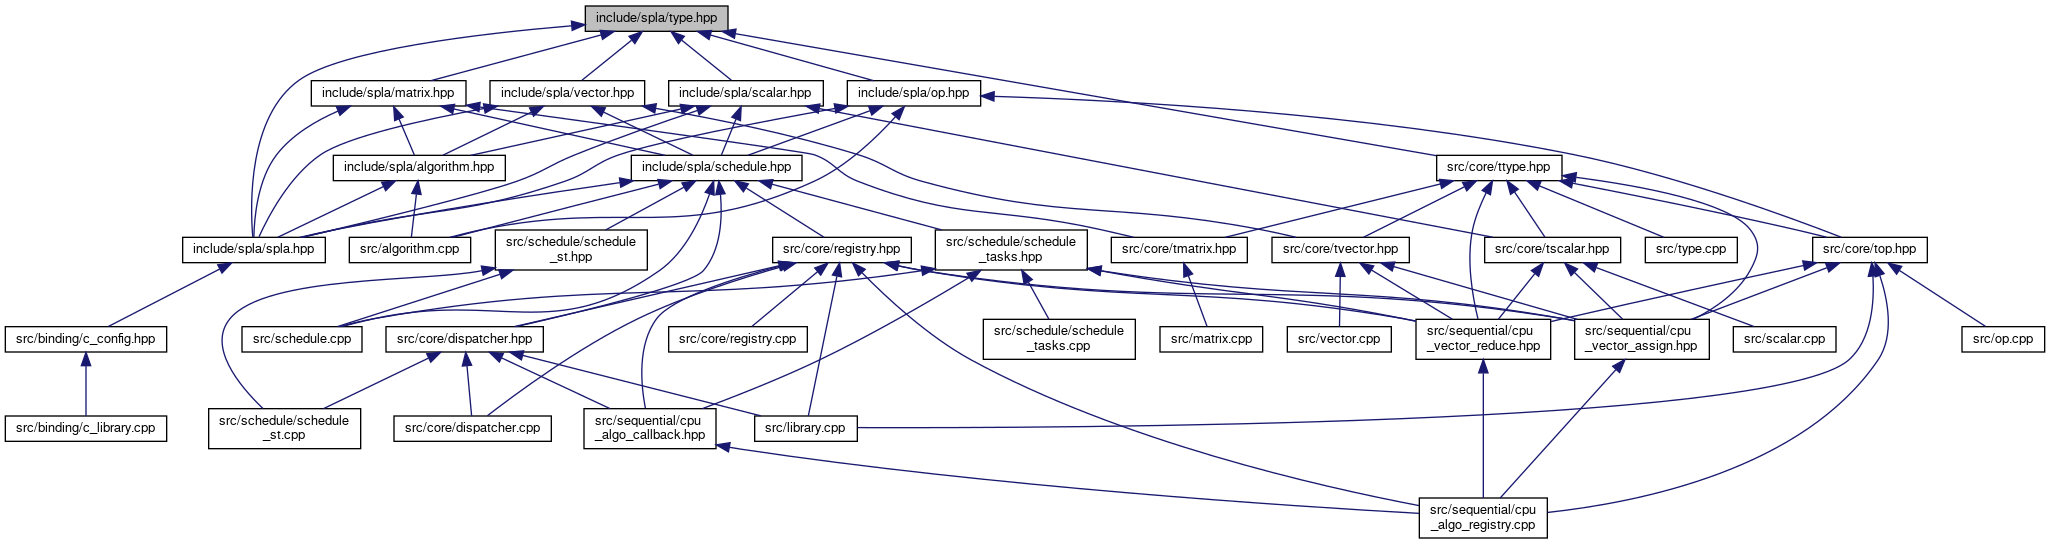 include/spla/type.hpp
include/spla/matrix.hpp
include/spla/vector.hpp
include/spla/scalar.hpp
include/spla/op.hpp
include/spla/algorithm.hpp
include/spla/schedule.hpp
src/core/ttype.hpp
include/spla/spla.hpp
src/algorithm.cpp
src/schedule/schedule
_st.hpp
src/core/registry.hpp
src/schedule/schedule
_tasks.hpp
src/core/tmatrix.hpp
src/core/tvector.hpp
src/core/tscalar.hpp
src/type.cpp
src/core/top.hpp
src/binding/c_config.hpp
src/schedule.cpp
src/core/dispatcher.hpp
src/core/registry.cpp
src/schedule/schedule
_tasks.cpp
src/matrix.cpp
src/vector.cpp
src/sequential/cpu
_vector_reduce.hpp
src/sequential/cpu
_vector_assign.hpp
src/scalar.cpp
src/op.cpp
src/binding/c_library.cpp
src/schedule/schedule
_st.cpp
src/core/dispatcher.cpp
src/sequential/cpu
_algo_callback.hpp
src/library.cpp
src/sequential/cpu
_algo_registry.cpp